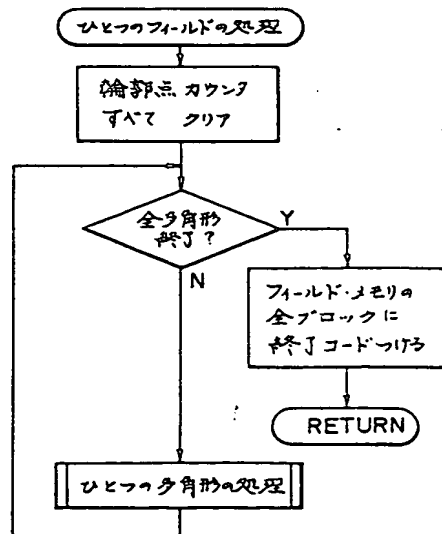 ひとつのフィールドの処理
輪郭点 カウンタ
すべて クリア
全多角形
終了?
Y
N
フィールド・メモリの
全ブロックに
終了コードつける
RETURN
ひとつの多角形の処理